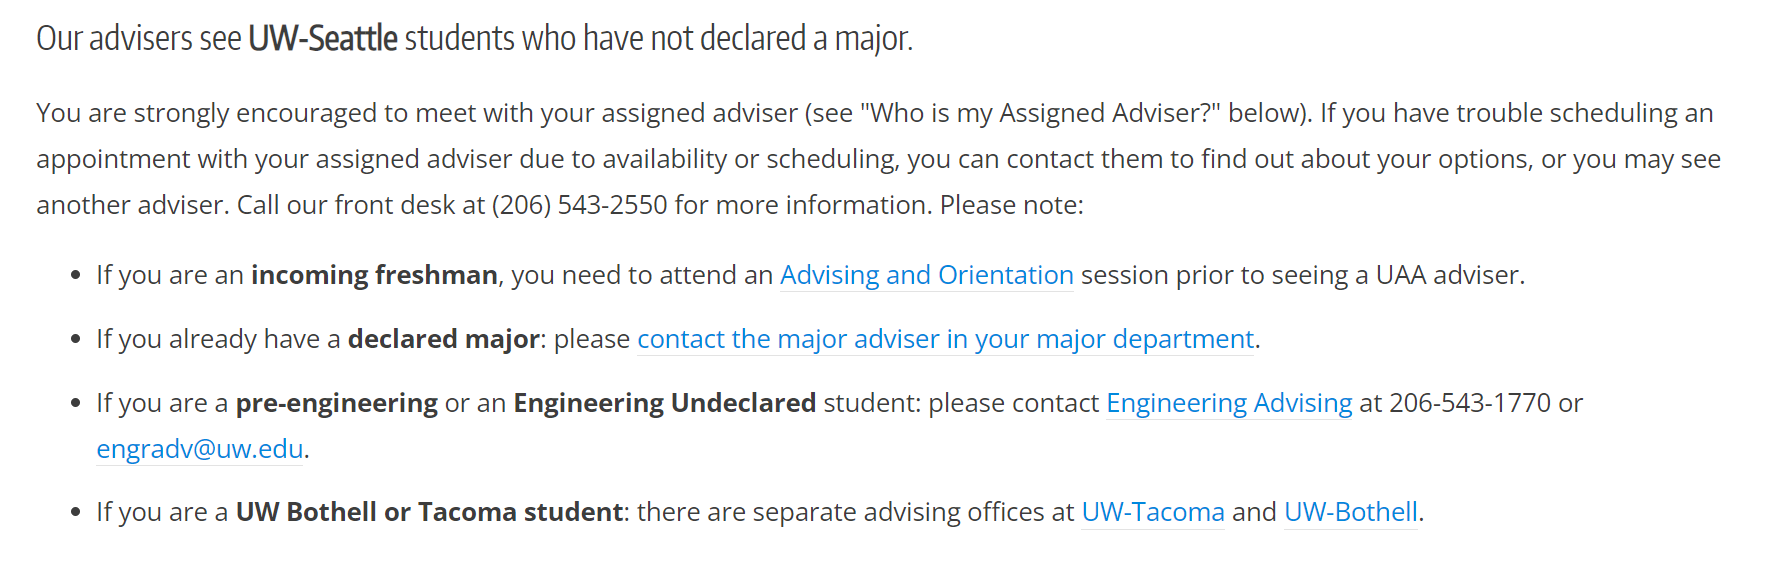 Our advisers see UW-Seattle students who have not declared a major.
You are strongly encouraged to meet with your assigned adviser (see "Who is my Assigned Adviser?" below). If you have trouble scheduling an
appointment with your assigned adviser due to availability or scheduling, you can contact them to find out about your options, or you may see
another adviser. Call our front desk at (206) 543-2550 for more information. Please note:
• If you are an incoming freshman, you need to attend an Advising and Orientation session prior to seeing a UAA adviser.
• If you already have a declared major: please contact the major adviser in your major department.
• If you are a pre-engineering or an Engineering Undeclared student: please contact Engineering Advising at 206-543-1770 or
engradv@uw.edu.
• If you are a UW Bothell or Tacoma student: there are separate advising offices at UW-Tacoma and UW-Bothell.